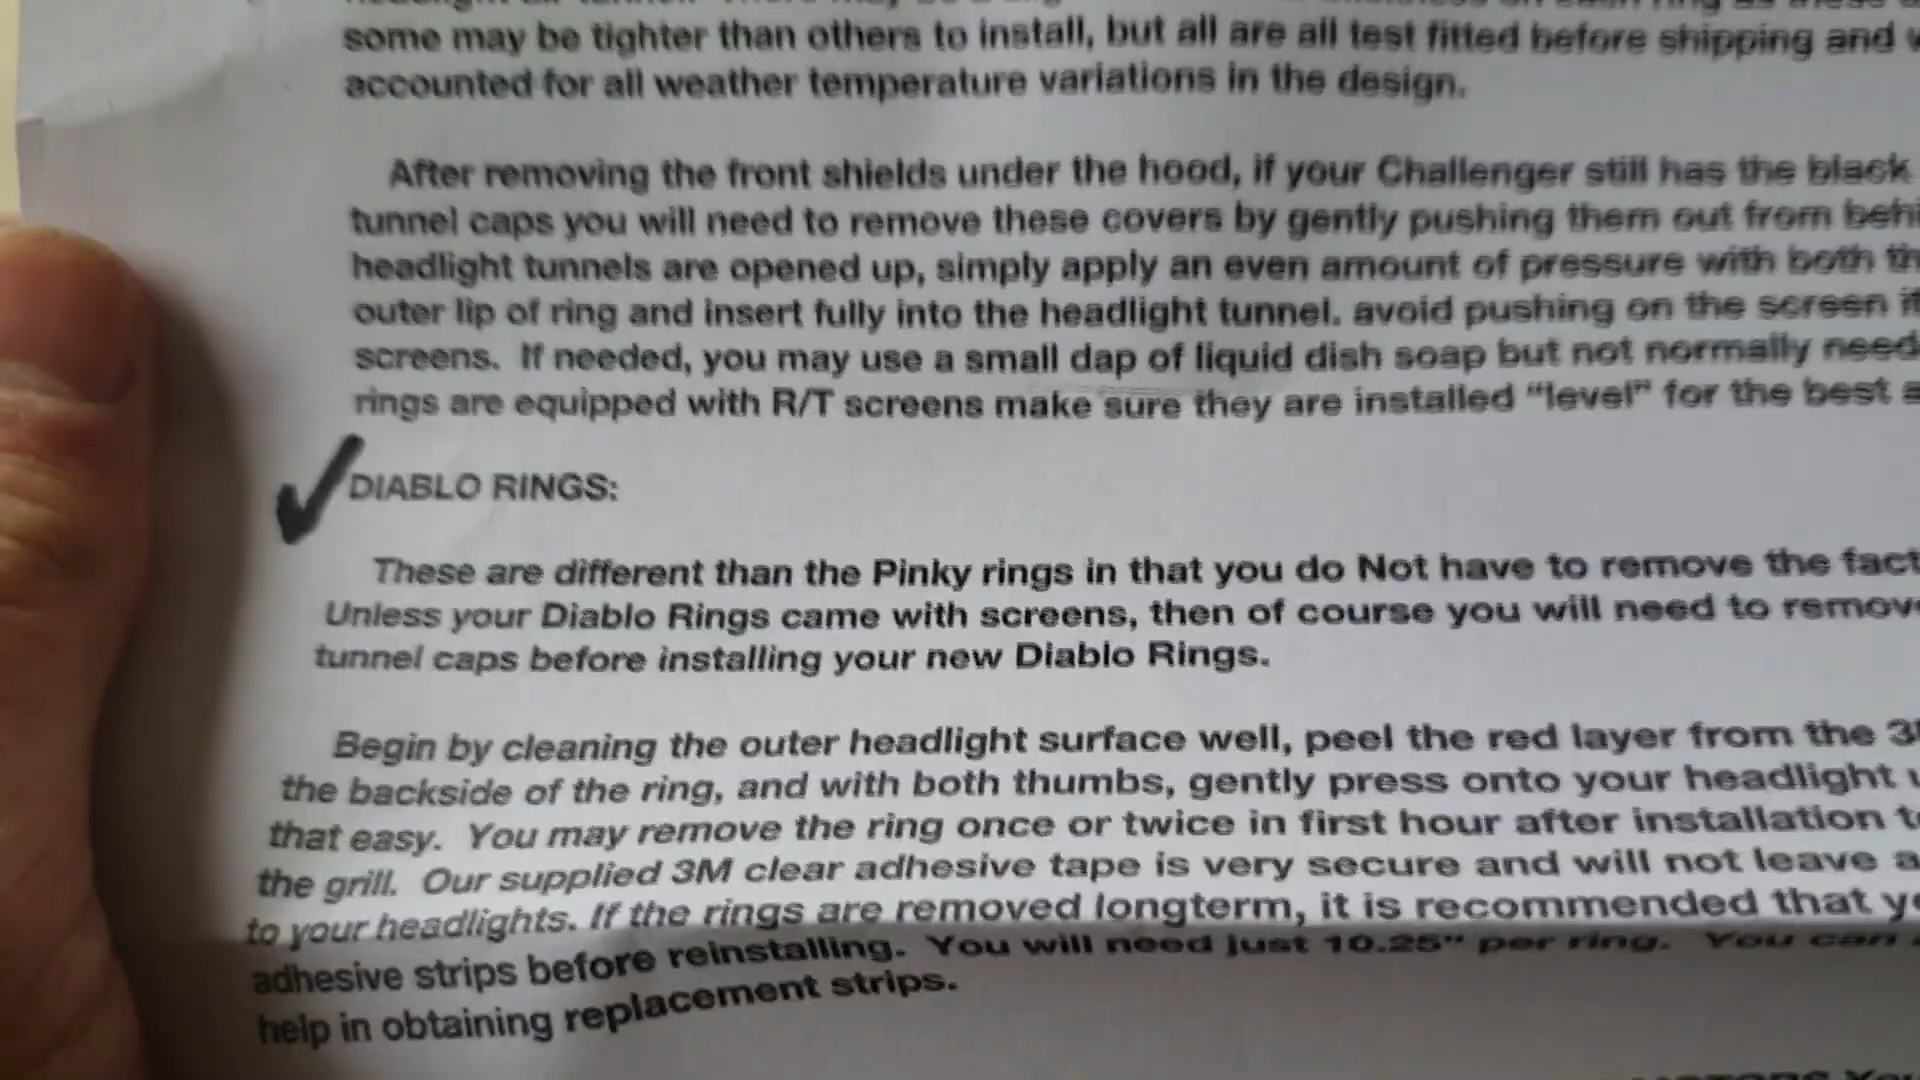 some may be tighter than others to install, but all are all test fitted before shipping and
accounted for all weather temperature variations in the design.
After removing the front shields under the hood, if your Challenger still has the black
tunnel caps you will need to remove these covers by gently pushing them out from behi
headlight tunnels are opened up, simply apply an even amount of pressure with both th
outer lip of ring and insert fully into the headlight tunnel. avoid pushing on the screen if
screens. If needed, you may use a small dap of liquid dish soap but not normally need
rings are equipped with R/T screens make sure they are installed "level" for the best a
DIABLO RINGS:
These are different than the Pinky rings in that you do Not have to remove the fact
Unless your Diablo Rings came with screens, then of course you will need to remove
tunnel caps before installing your new Diablo Rings.
Begin by cleaning the outer headlight surface well, peel the red layer from the 3
the backside of the ring, and with both thumbs, gently press onto your headlight u
that easy. You may remove the ring once or twice in first hour after installation to
the grill. Our supplied 3M clear adhesive tape is very secure and will not leave a
to your headlights. If the rings are removed longterm, it is recommended that yo
adhesive strips before reinstalling. You will need just 10.25" per ring. You can
help in obtaining replacement strips.